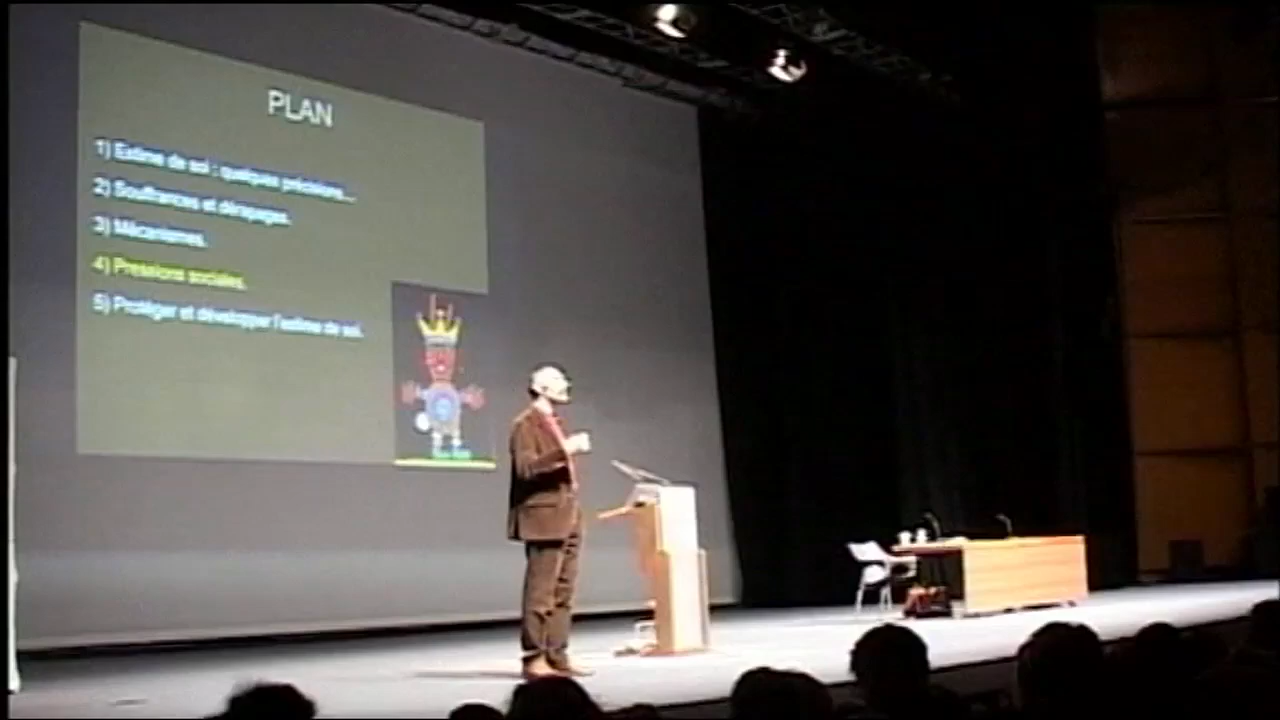 PLAN
1) Estime de soi : quelques précisions...
2) Souffrances et dérapages.
3) Mécanismes.
4) Pressions sociales.
5) Protéger et développer l'estime de soi.